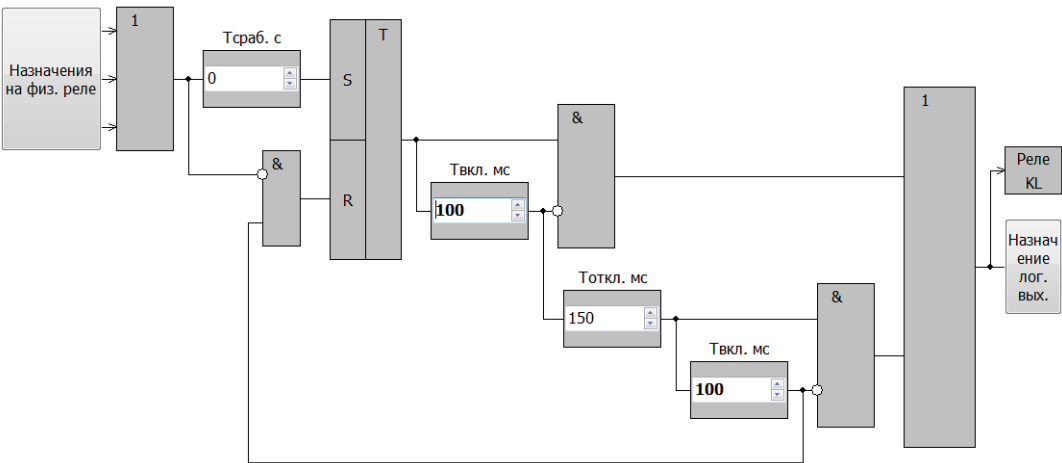 1
Назначения
на физ. реле
Тсраб. с
0
T
S
&
R
&
Твкл. мс
100
Тоткл. мс
150
Твкл. мс
100
&
1
Реле
KL
Назнач
ение
лог.
вых.